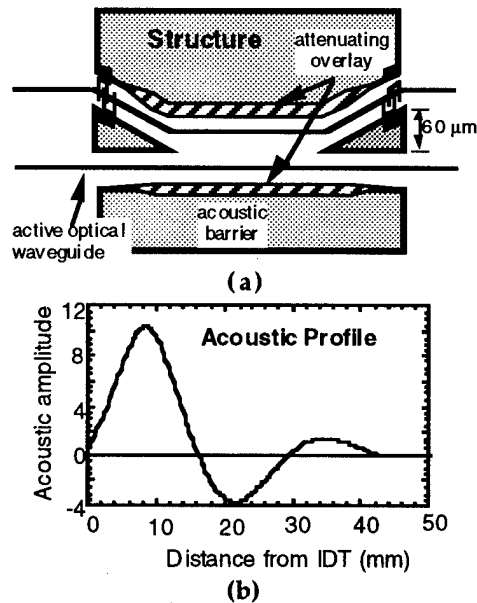 Structure
attenuating
overlay
60 µm
active optical
waveguide
acoustic
barrier
(a)
12
8
4
0
-4
Acoustic Profile
Acoustic amplitude
0 10 20 30 40 50
Distance from IDT (mm)
(b)